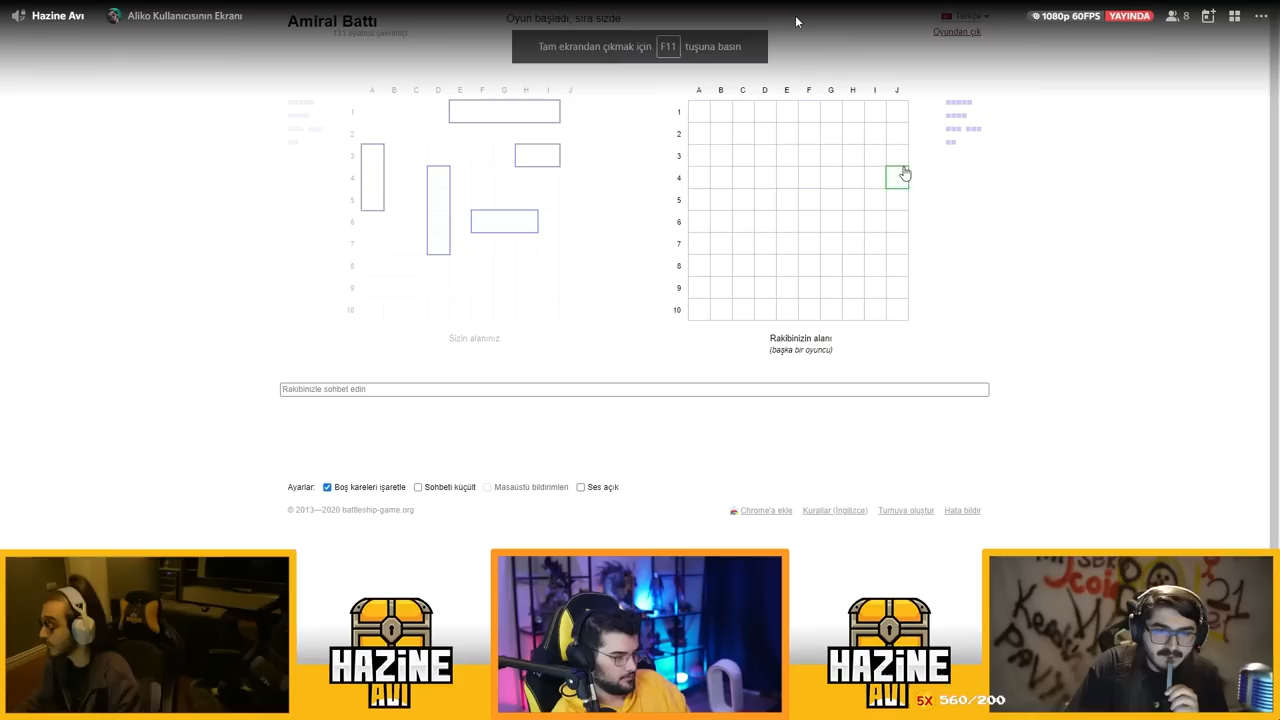 Hazine Avı
Aliko Kullanıcısının Ekranı
1080p 60FPS YAYINDA
8
Amiral Battı
Oyun başladı, sıra sizde
Türkçe
Oyundan çık
Tam ekrandan çıkmak için F11 tuşuna basın
A B C D E F G H I J
1
2
3
4
5
6
7
8
9
10
Sizin alanınız
A B C D E F G H I J
1
2
3
4
5
6
7
8
9
10
Rakibinizin alanı
(başka bir oyuncu)
Rakibinizle sohbet edin
Ayarlar: Boş kareleri işaretle Sohbeti küçült Masaüstü bildirimleri Ses açık
© 2013—2020 battleship-game.org
Chrome'a ekle Kurallar (İngilizce) Turnuva oluştur Hata bildir
HAZİNE
AVI
HAZİNE
AVI
5X 560/200